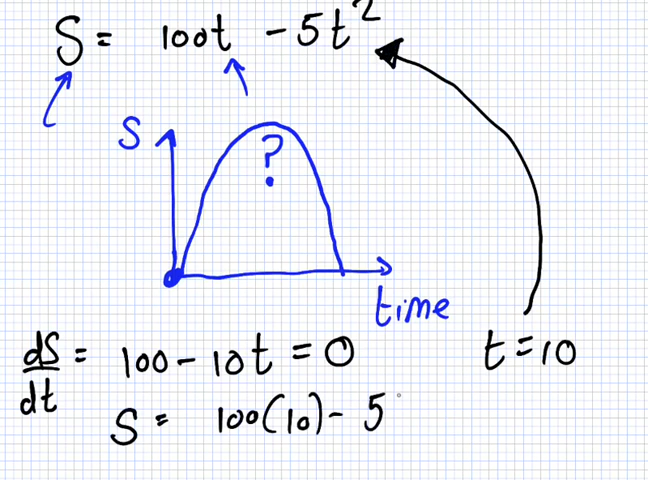 S = 100t - 5t²
S
?
time
dS/dt = 100 - 10t = 0
t = 10
S = 100(10) - 5